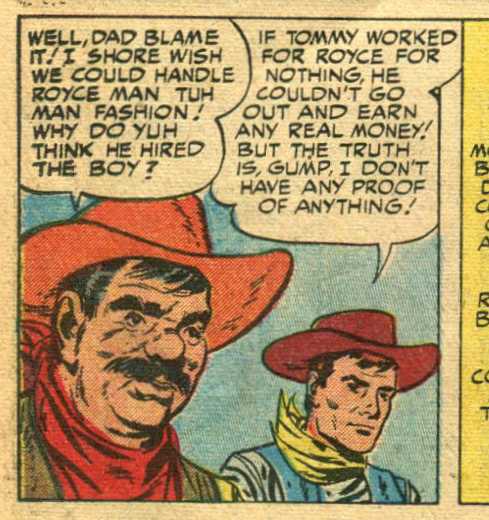 WELL, DAD BLAME
IT! I SHORE WISH
WE COULD HANDLE
ROYCE MAN TUH
MAN FASHION!
WHY DO YUH
THINK HE HIRED
THE BOY?
IF TOMMY WORKED
FOR ROYCE FOR
NOTHING, HE
COULDN'T GO
OUT AND EARN
ANY REAL MONEY!
BUT THE TRUTH
IS, GUMP, I DON'T
HAVE ANY PROOF
OF ANYTHING!